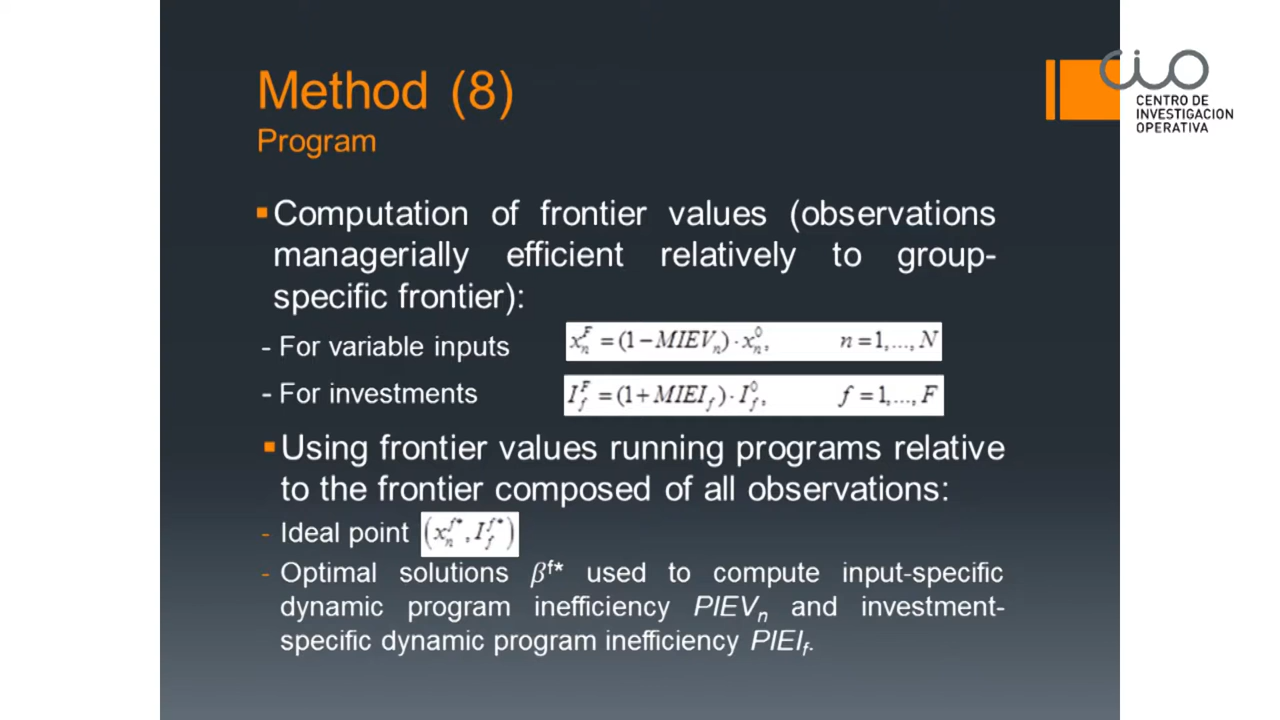 Method (8)
Program
CIO
CENTRO DE
INVESTIGACION
OPERATIVA
▪Computation of frontier values (observations
managerially efficient relatively to group-
specific frontier):
- For variable inputs x_n^F = (1 − MIEV_n) · x_n^0, n = 1,..., N
- For investments I_f^F = (1 + MIEI_f) · I_f^0, f = 1,..., F
▪Using frontier values running programs relative
to the frontier composed of all observations:
- Ideal point (x_n^{f*}, I_f^{f*})
- Optimal solutions β^{f*} used to compute input-specific
dynamic program inefficiency PIEV_n and investment-
specific dynamic program inefficiency PIEI_f.